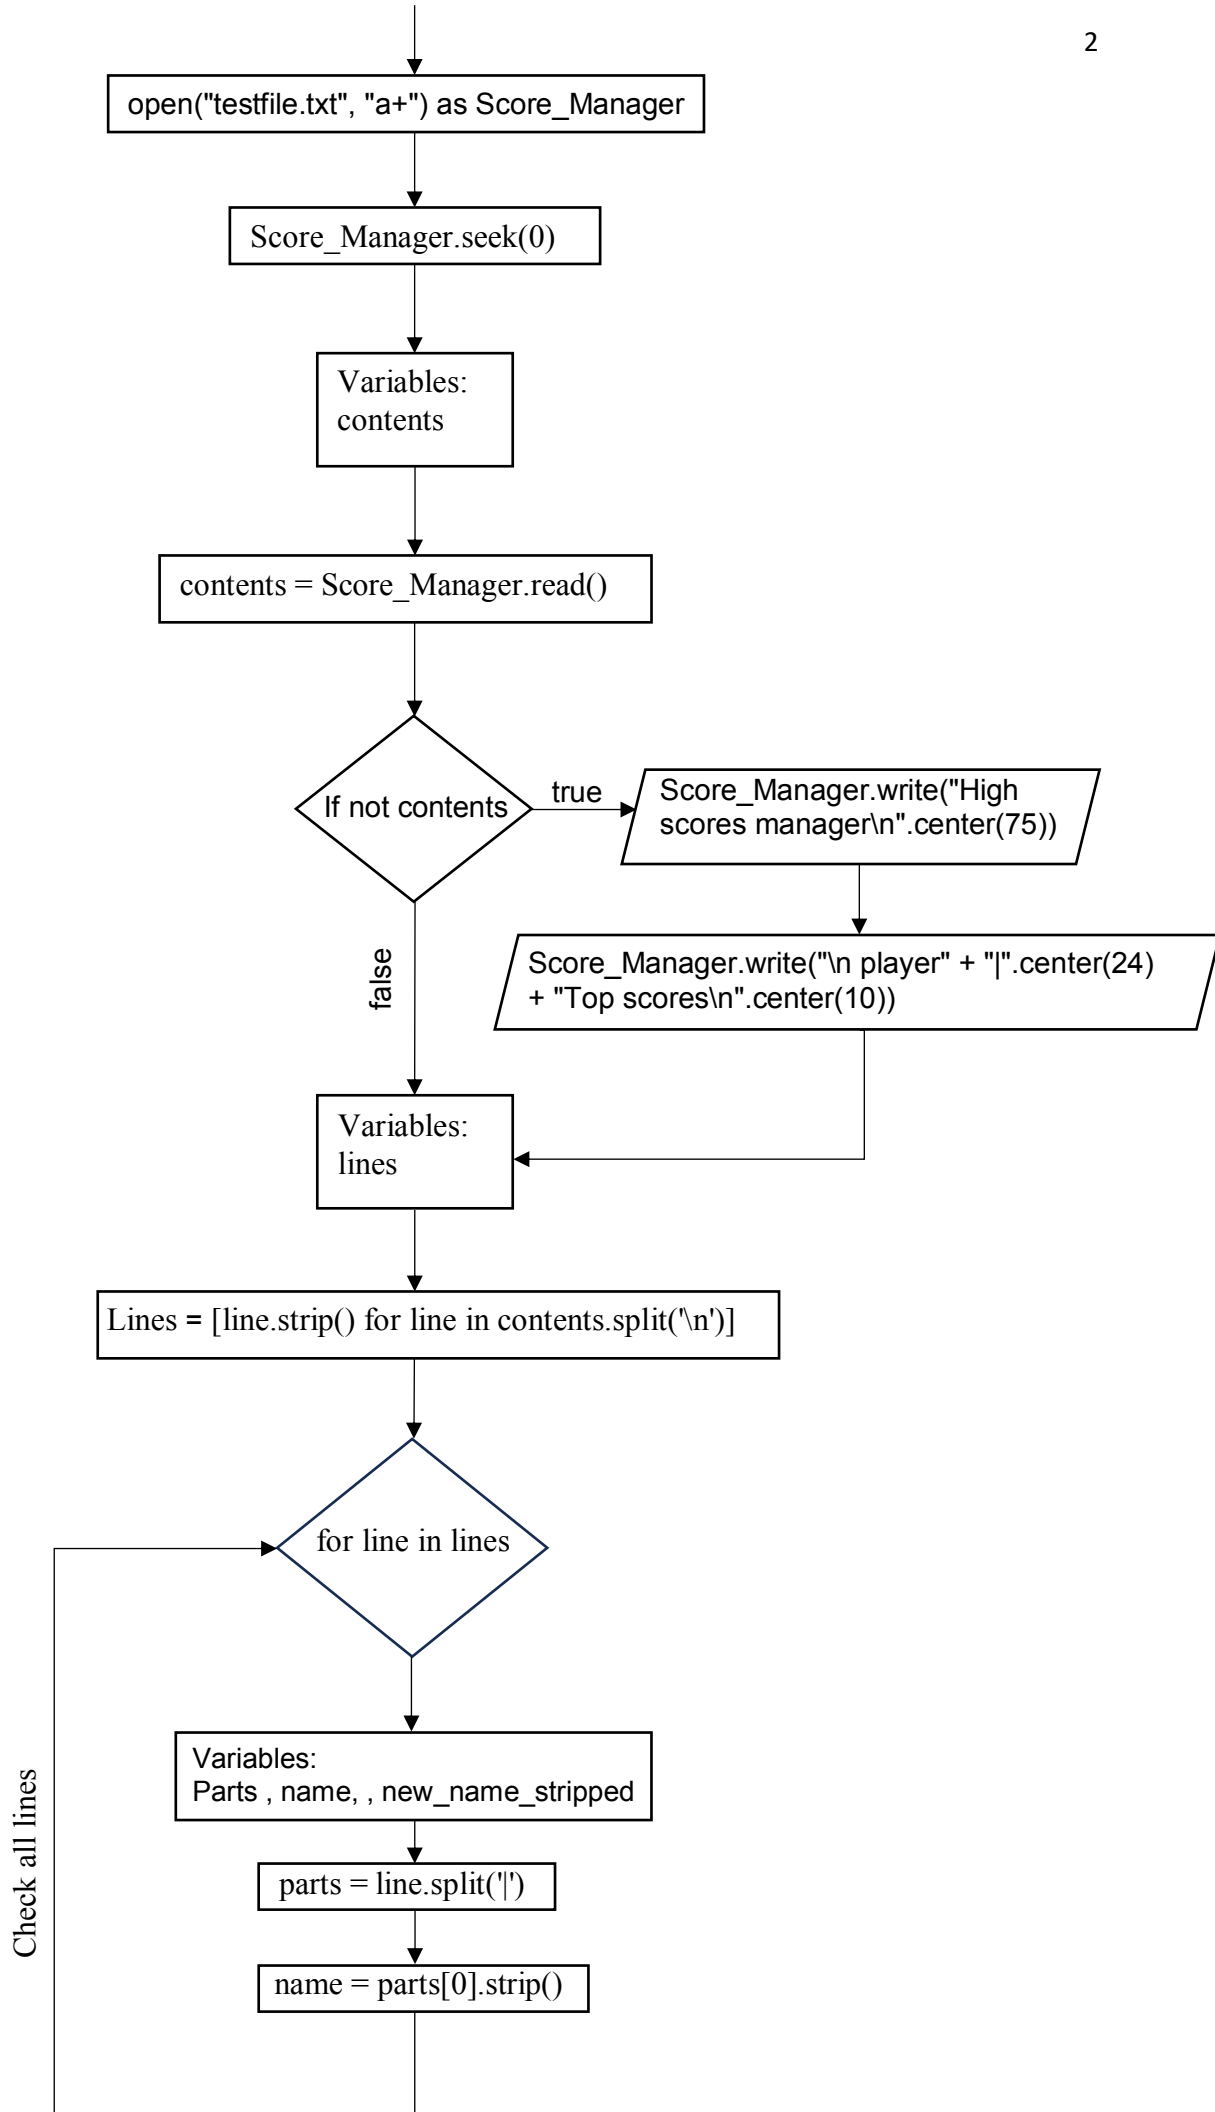 2
open("testfile.txt", "a+") as Score_Manager
Score_Manager.seek(0)
Variables:
contents
contents = Score_Manager.read()
If not contents
true
Score_Manager.write("High
scores manager\n".center(75))
false
Score_Manager.write("\n player" + "|".center(24)
+ "Top scores\n".center(10))
Variables:
lines
Lines = [line.strip() for line in contents.split('\n')]
for line in lines
Check all lines
Variables:
Parts , name, , new_name_stripped
parts = line.split('|')
name = parts[0].strip()